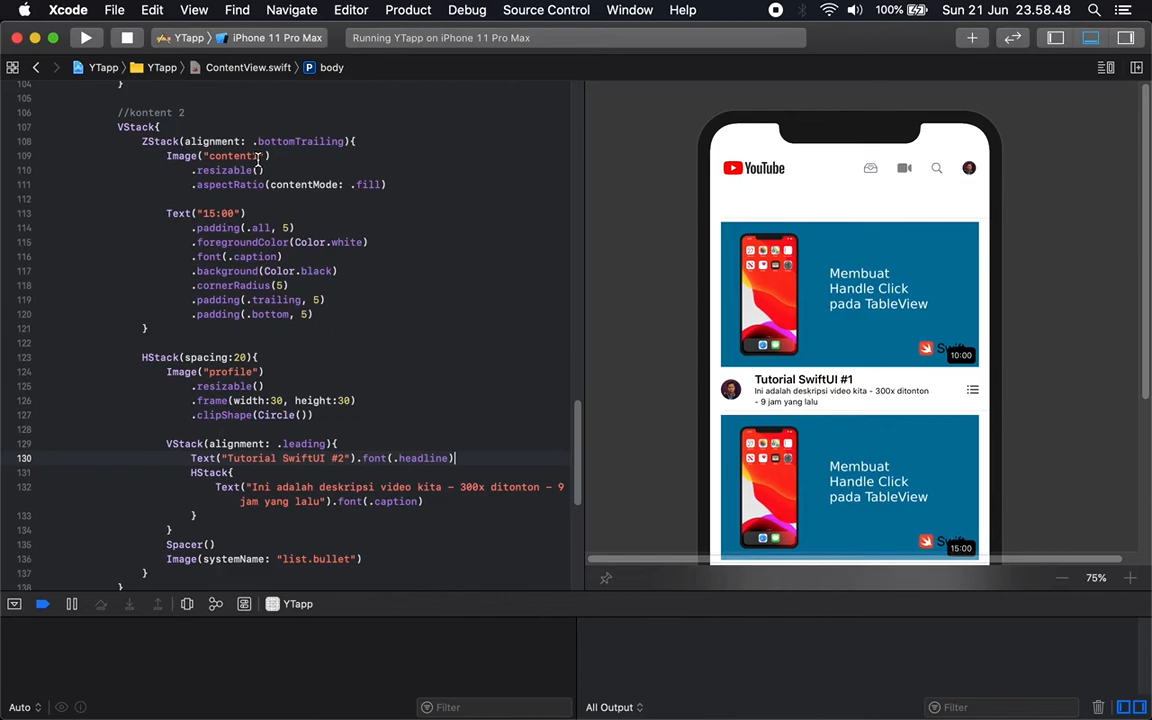 Xcode File Edit View Find Navigate Editor Product Debug Source Control Window Help 100% Sun 21 Jun 23.58.48
YTapp iPhone 11 Pro Max Running YTapp on iPhone 11 Pro Max
YTapp YTapp ContentView.swift P body
104 }
105
106 //kontent 2
107 VStack{
108 ZStack(alignment: .bottomTrailing){
109
110 .resizable()
111 .aspectRatio(contentMode: .fill)
112
113 Text("15:00")
114 .padding(.all, 5)
115 .foregroundColor(Color.white)
116 .font(.caption)
117 .background(Color.black)
118 .cornerRadius(5)
119 .padding(.trailing, 5)
120 .padding(.bottom, 5)
121 }
122
123 HStack(spacing:20){
124 Image("profile")
125 .resizable()
126 .frame(width:30, height:30)
127 .clipShape(Circle())
128
129 VStack(alignment: .leading){
130 Text("Tutorial SwiftUI #2").font(.headline)
131 HStack{
132 Text("Ini adalah deskripsi video kita - 300x ditonton - 9
jam yang lalu").font(.caption)
133 }
134 }
135 Spacer()
136 Image(systemName: "list.bullet")
137 }
138 }
YouTube
Membuat
Handle Click
pada TableView
10:00
Tutorial SwiftUI #1
Ini adalah deskripsi video kita - 300x ditonton
- 9 jam yang lalu
Membuat
Handle Click
pada TableView
15:00
75%
YTapp
Auto Filter All Output Filter